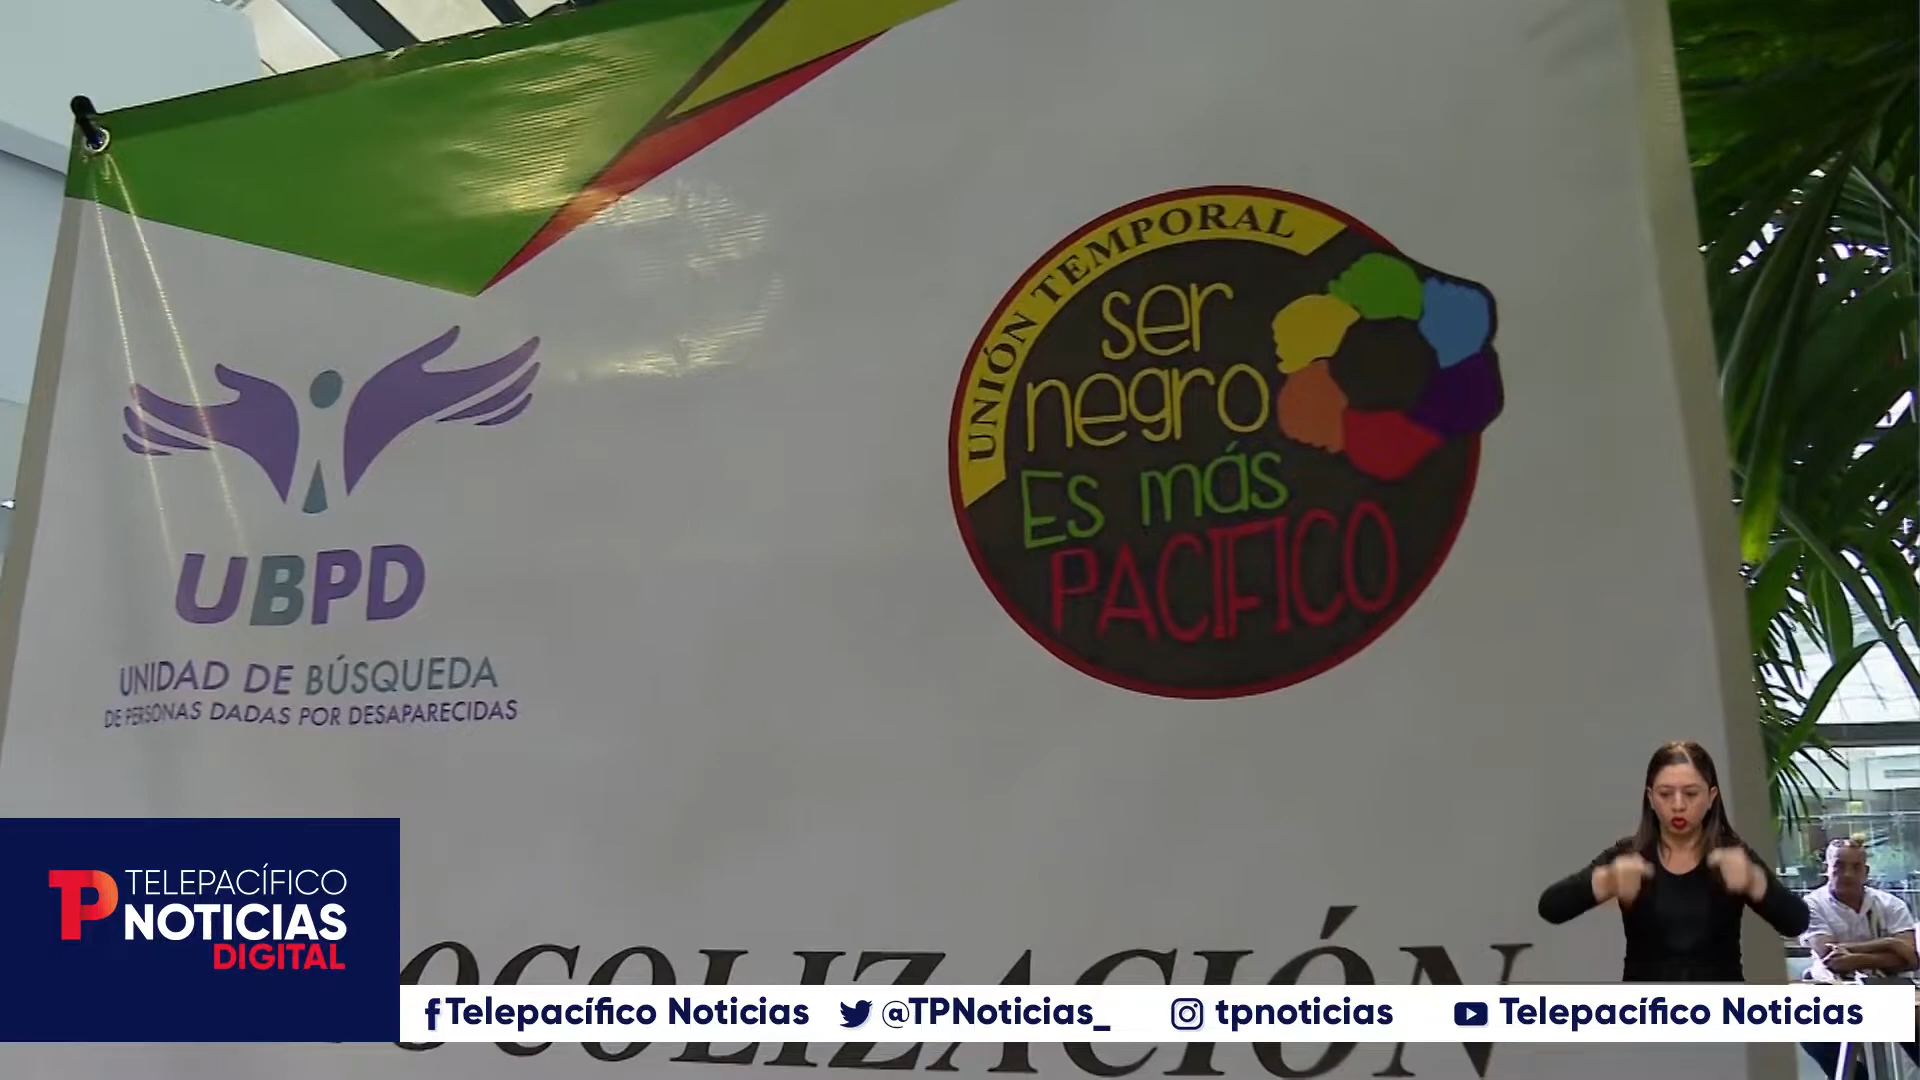 UNIÓN TEMPORAL
ser
negro
Es más
PACIFICO
UBPD
UNIDAD DE BÚSQUEDA
DE PERSONAS DADAS POR DESAPARECIDAS
TELEPACÍFICO
NOTICIAS
DIGITAL
OCOLIZACIÓN
Telepacífico Noticias @TPNoticias_ tpnoticias Telepacífico Noticias